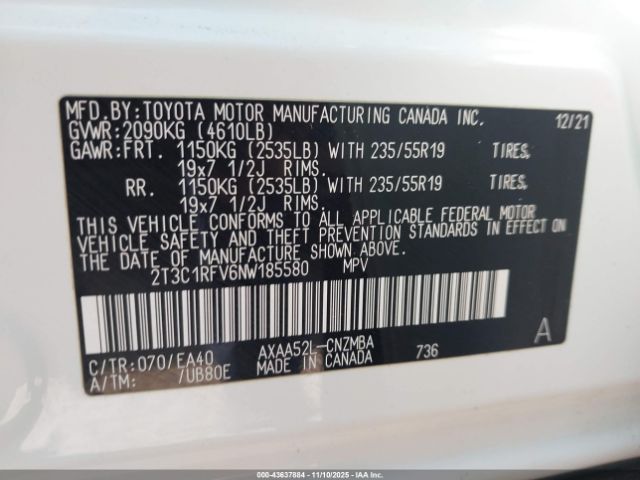 MFD.BY:TOYOTA MOTOR MANUFACTURING CANADA INC. 12/21
GVWR:2090KG (4610LB)
GAWR:FRT. 1150KG (2535LB) WITH 235/55R19 TIRES,
19x7 1/2J RIMS.
RR. 1150KG (2535LB) WITH 235/55R19 TIRES,
19x7 1/2J RIMS.
THIS VEHICLE CONFORMS TO ALL APPLICABLE FEDERAL MOTOR
VEHICLE SAFETY AND THEFT PREVENTION STANDARDS IN EFFECT ON
THE DATE OF MANUFACTURE SHOWN ABOVE.
2T3C1RFV6NW185580 MPV
C/TR:070/EA40 AXAA52L-CNZMBA 736 A
A/TM: /UB80E MADE IN CANADA
000-43637884 | 11/10/2025 - IAAI.CA